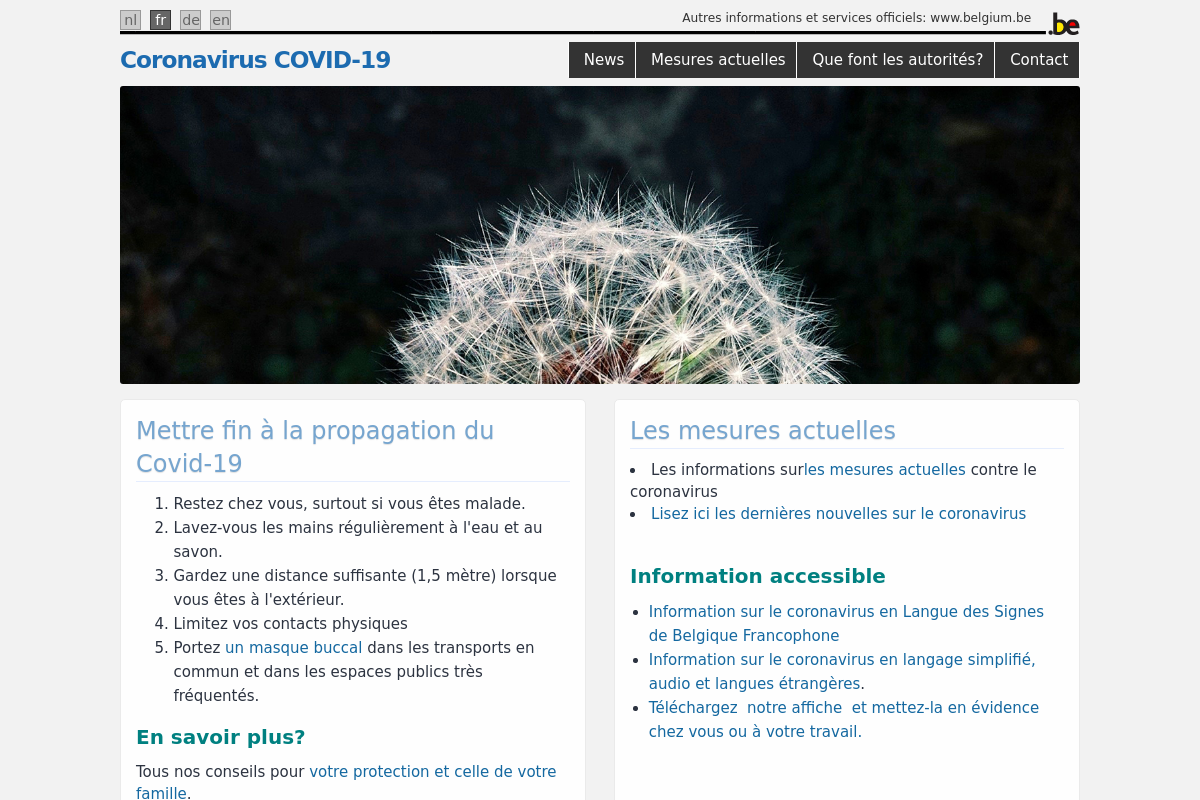 nl fr de en
Autres informations et services officiels: www.belgium.be
.be
Coronavirus COVID-19
News Mesures actuelles Que font les autorités? Contact
Mettre fin à la propagation du
Covid-19
1. Restez chez vous, surtout si vous êtes malade.
2. Lavez-vous les mains régulièrement à l'eau et au
savon.
3. Gardez une distance suffisante (1,5 mètre) lorsque
vous êtes à l'extérieur.
4. Limitez vos contacts physiques
5. Portez un masque buccal dans les transports en
commun et dans les espaces publics très
fréquentés.
En savoir plus?
Tous nos conseils pour votre protection et celle de votre
famille.
Les mesures actuelles
• Les informations surles mesures actuelles contre le
coronavirus
• Lisez ici les dernières nouvelles sur le coronavirus
Information accessible
• Information sur le coronavirus en Langue des Signes
de Belgique Francophone
• Information sur le coronavirus en langage simplifié,
audio et langues étrangères.
• Téléchargez  notre affiche  et mettez-la en évidence
chez vous ou à votre travail.